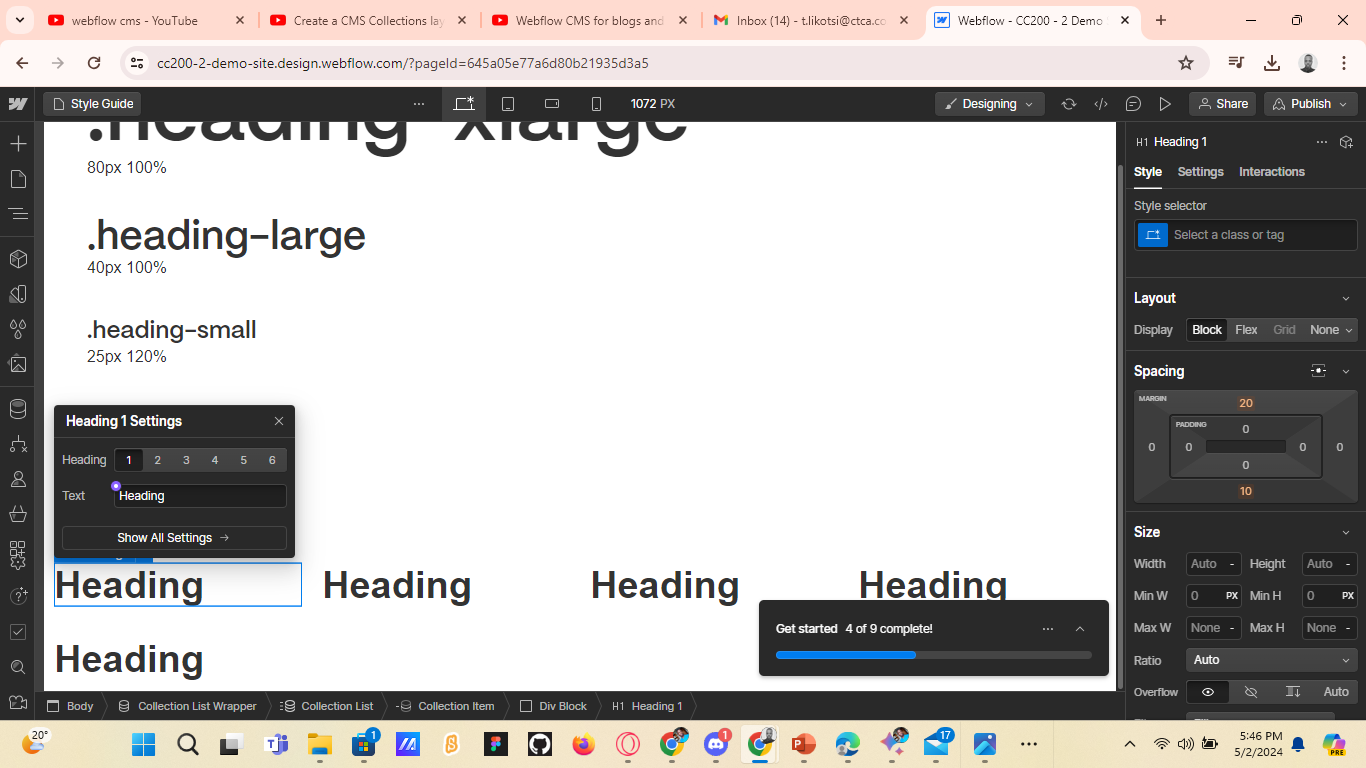 webflow cms - YouTube
Create a CMS Collections lay
Webflow CMS for blogs and
Inbox (14) - t.likotsi@ctca.co
Webflow - CC200 - 2 Demo
cc200-2-demo-site.design.webflow.com/?pageId=645a05e77a6d80b21935d3a5
Style Guide
1072 PX
Designing
Share
Publish
.heading-xlarge
80px 100%
.heading-large
40px 100%
.heading-small
25px 120%
Heading 1 Settings
Heading 1 2 3 4 5 6
Text Heading
Show All Settings
Heading Heading Heading Heading
Heading
Get started 4 of 9 complete!
H1 Heading 1
Style Settings Interactions
Style selector
Select a class or tag
Layout
Display Block Flex Grid None
Spacing
MARGIN
20
PADDING
0
0 0 0 0
0
10
Size
Width Auto - Height Auto -
Min W 0 PX Min H 0 PX
Max W None - Max H None -
Ratio Auto
Overflow Auto
Body Collection List Wrapper Collection List Collection Item Div Block H1 Heading 1
20°
1
1
17
5:46 PM
5/2/2024
PRE